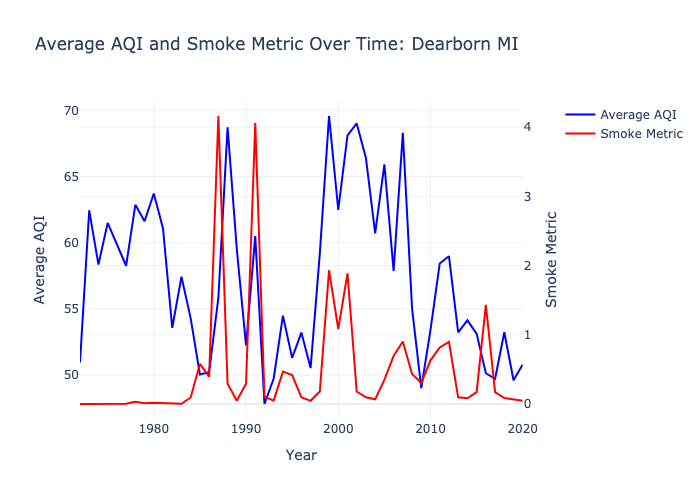 Average AQI and Smoke Metric Over Time: Dearborn MI
Average AQI
Smoke Metric
70
65
60
55
50
Average AQI
4
3
2
1
0
Smoke Metric
1980
1990
2000
2010
2020
Year